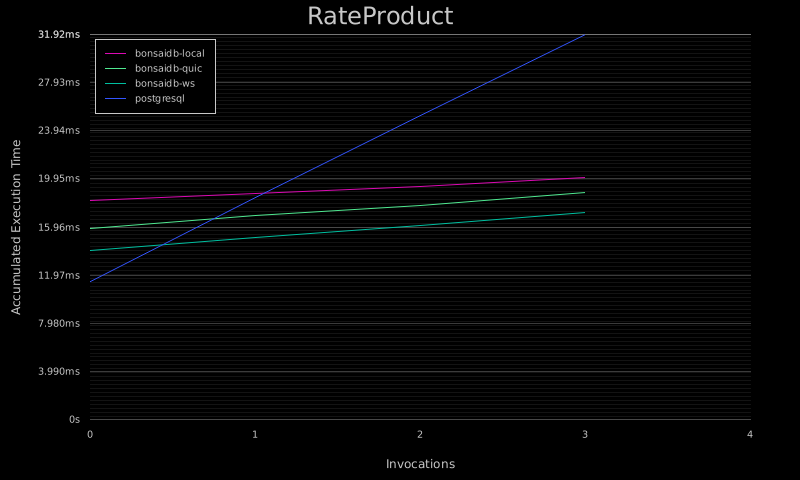 RateProduct
31.92ms
27.93ms
23.94ms
19.95ms
15.96ms
11.97ms
7.980ms
3.990ms
0s
bonsaidb-local
bonsaidb-quic
bonsaidb-ws
postgresql
Accumulated Execution Time
0 1 2 3 4
Invocations